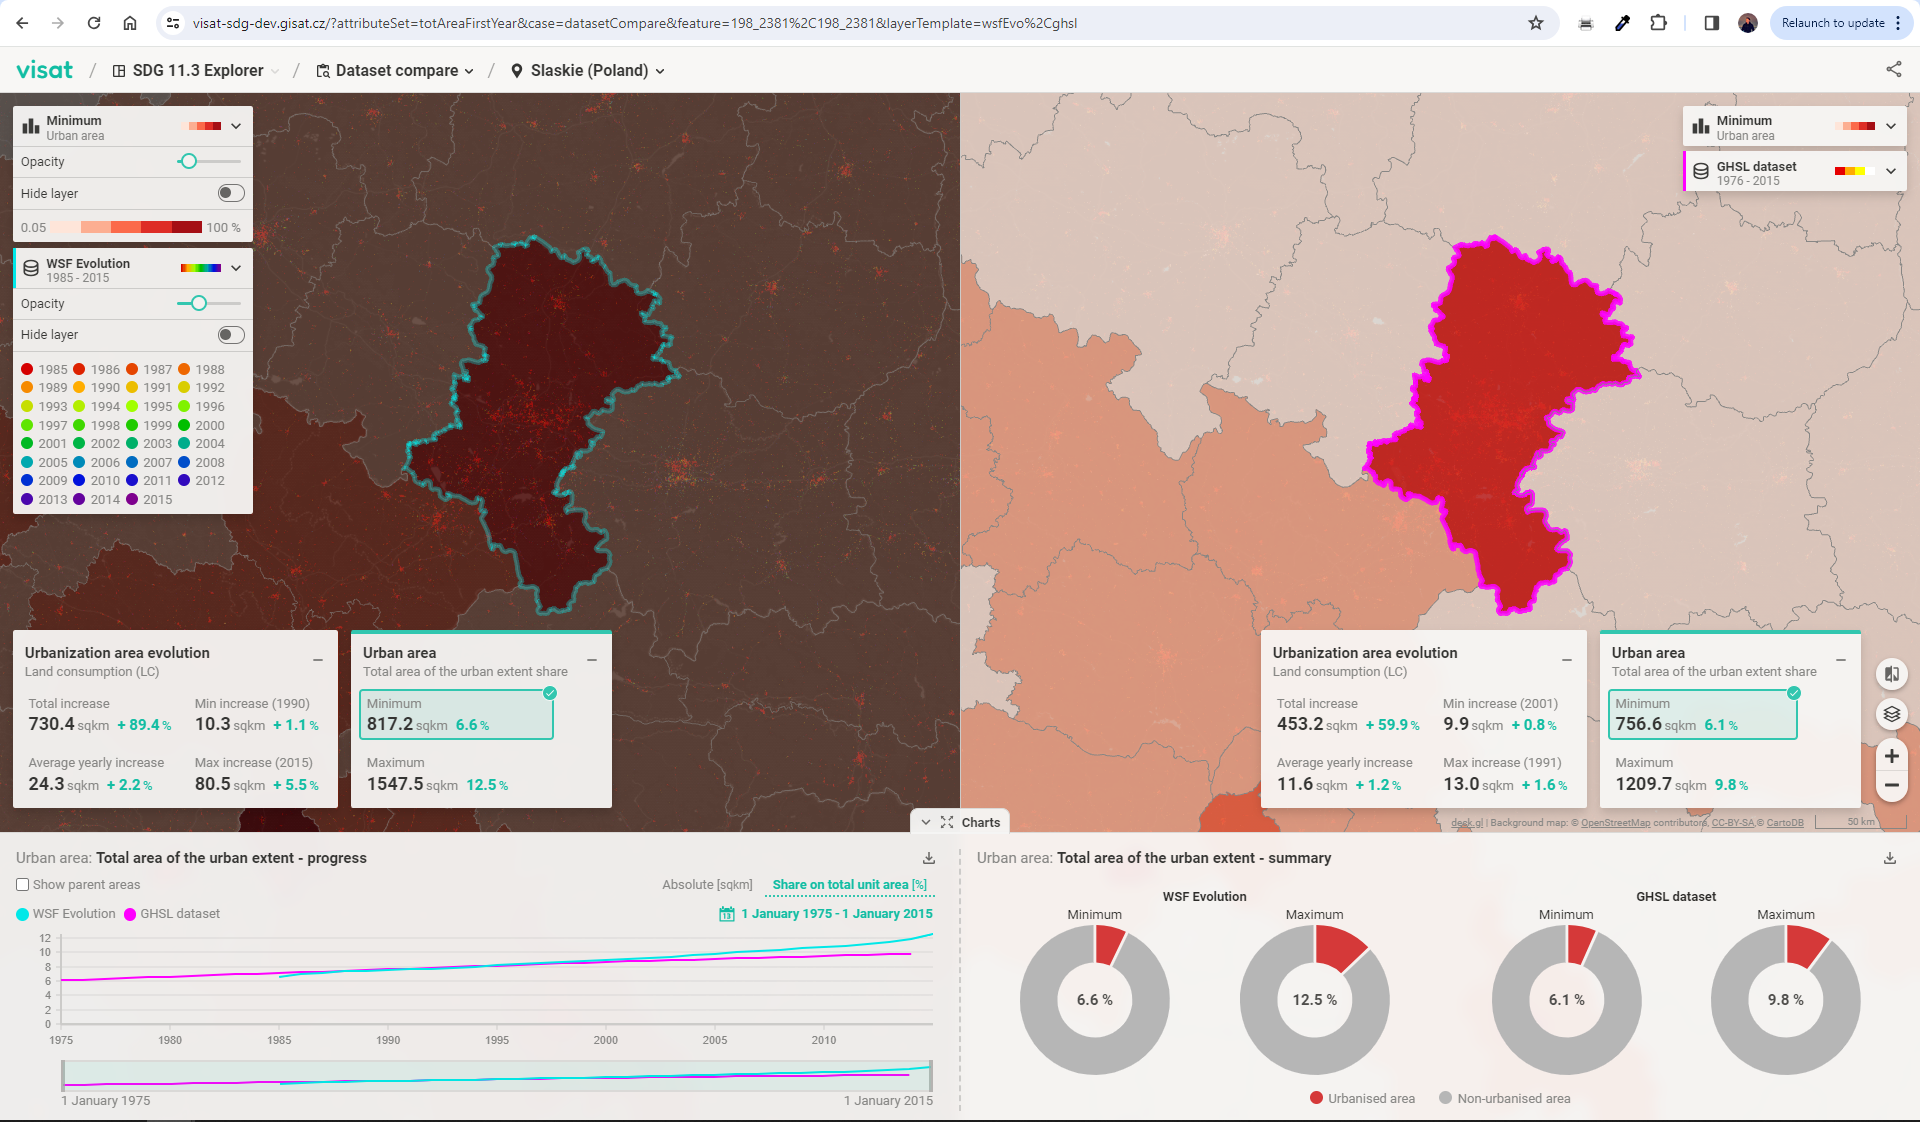 visat-sdg-dev.gisat.cz/?attributeSet=totAreaFirstYear&case=datasetCompare&feature=198_2381%2C198_2381&layerTemplate=wsfEvo%2Cghsl
Relaunch to update
visat / SDG 11.3 Explorer / Dataset compare / Slaskie (Poland)
Minimum
Urban area
Opacity
Hide layer
0.05 100 %
WSF Evolution
1985 - 2015
Opacity
Hide layer
1985 1986 1987 1988
1989 1990 1991 1992
1993 1994 1995 1996
1997 1998 1999 2000
2001 2002 2003 2004
2005 2006 2007 2008
2009 2010 2011 2012
2013 2014 2015
Minimum
Urban area
GHSL dataset
1976 - 2015
Urbanization area evolution
Land consumption (LC)
Total increase Min increase (1990)
730.4 sqkm + 89.4 % 10.3 sqkm + 1.1 %
Average yearly increase Max increase (2015)
24.3 sqkm + 2.2 % 80.5 sqkm + 5.5 %
Urban area
Total area of the urban extent share
Minimum
817.2 sqkm 6.6 %
Maximum
1547.5 sqkm 12.5 %
Urbanization area evolution
Land consumption (LC)
Total increase Min increase (2001)
453.2 sqkm + 59.9 % 9.9 sqkm + 0.8 %
Average yearly increase Max increase (1991)
11.6 sqkm + 1.2 % 13.0 sqkm + 1.6 %
Urban area
Total area of the urban extent share
Minimum
756.6 sqkm 6.1 %
Maximum
1209.7 sqkm 9.8 %
Charts
deck.gl | Background map: © OpenStreetMap contributors, CC-BY-SA,© CartoDB
50 km
Urban area: Total area of the urban extent - progress
Show parent areas
Absolute [sqkm] Share on total unit area [%]
WSF Evolution GHSL dataset
1 January 1975 - 1 January 2015
12
10
8
6
4
2
0
1975 1980 1985 1990 1995 2000 2005 2010
1 January 1975 1 January 2015
Urban area: Total area of the urban extent - summary
WSF Evolution GHSL dataset
Minimum Maximum Minimum Maximum
6.6 % 12.5 % 6.1 % 9.8 %
Urbanised area Non-urbanised area